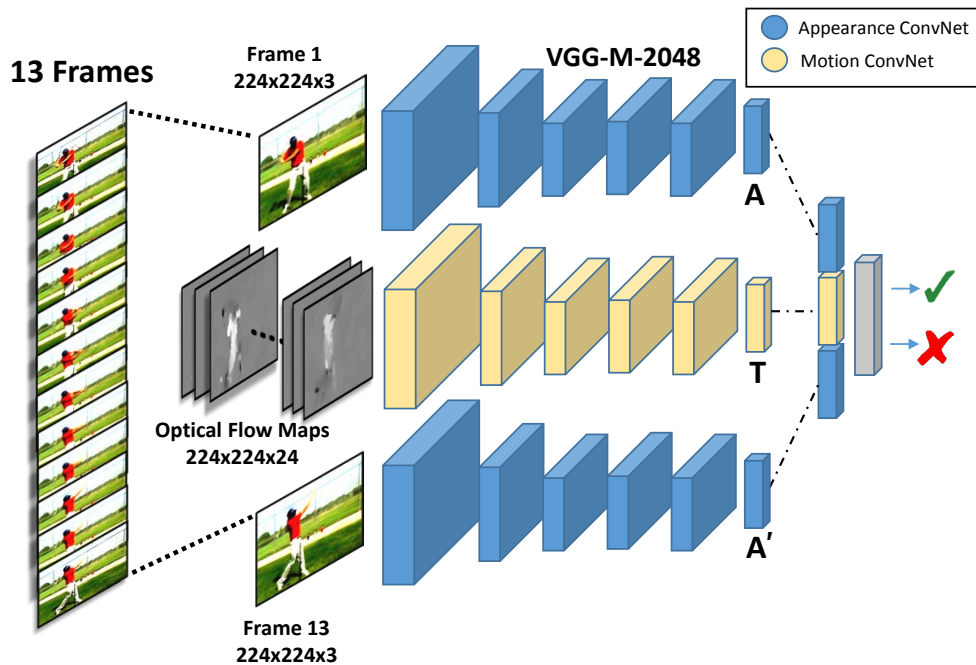 13 Frames
Frame 1
224x224x3
VGG-M-2048
Appearance ConvNet
Motion ConvNet
A
Optical Flow Maps
224x224x24
T
Frame 13
224x224x3
A'